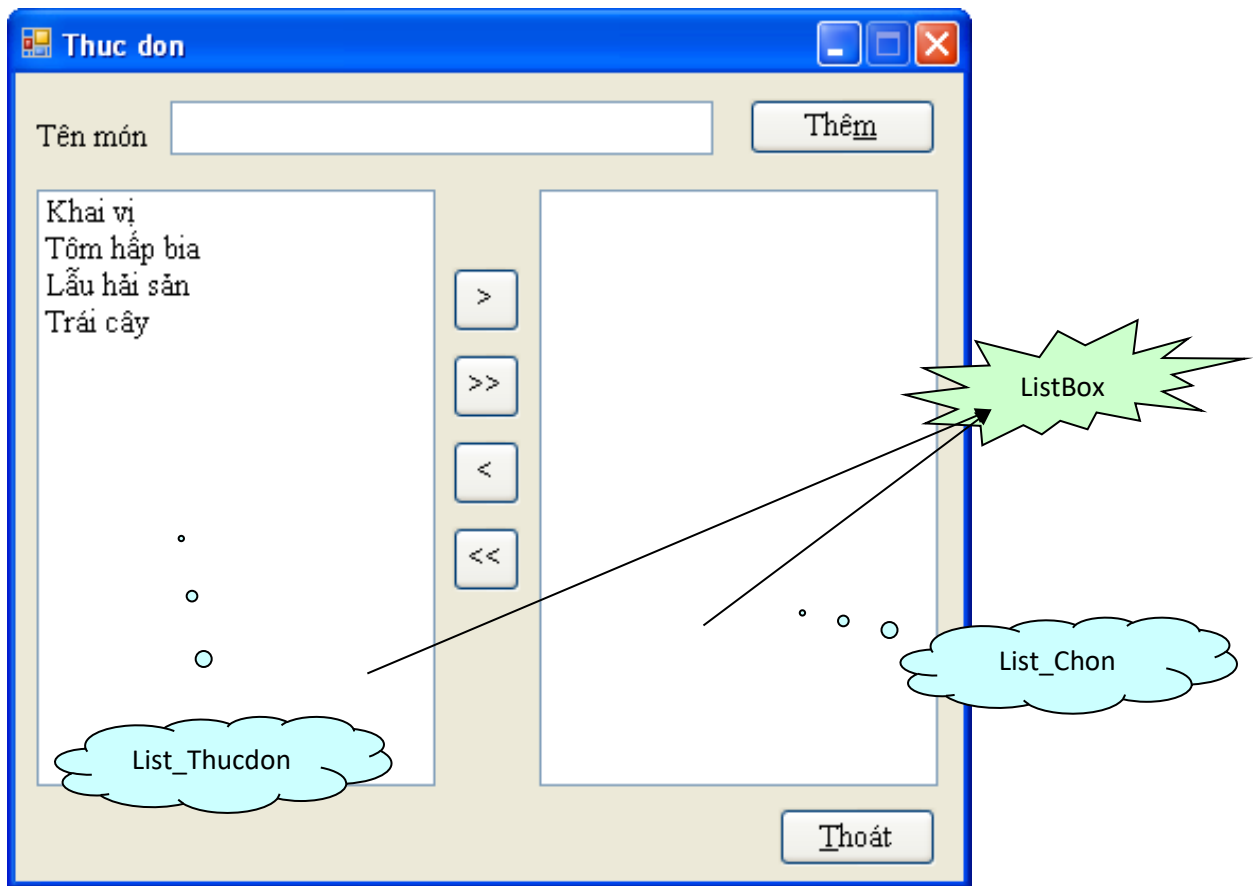 Thuc don
Tên món
Thêm
Khai vị
Tôm hấp bia
Lẫu hải sản
Trái cây
>
>>
<
<<
ListBox
List_Chon
List_Thucdon
Thoát